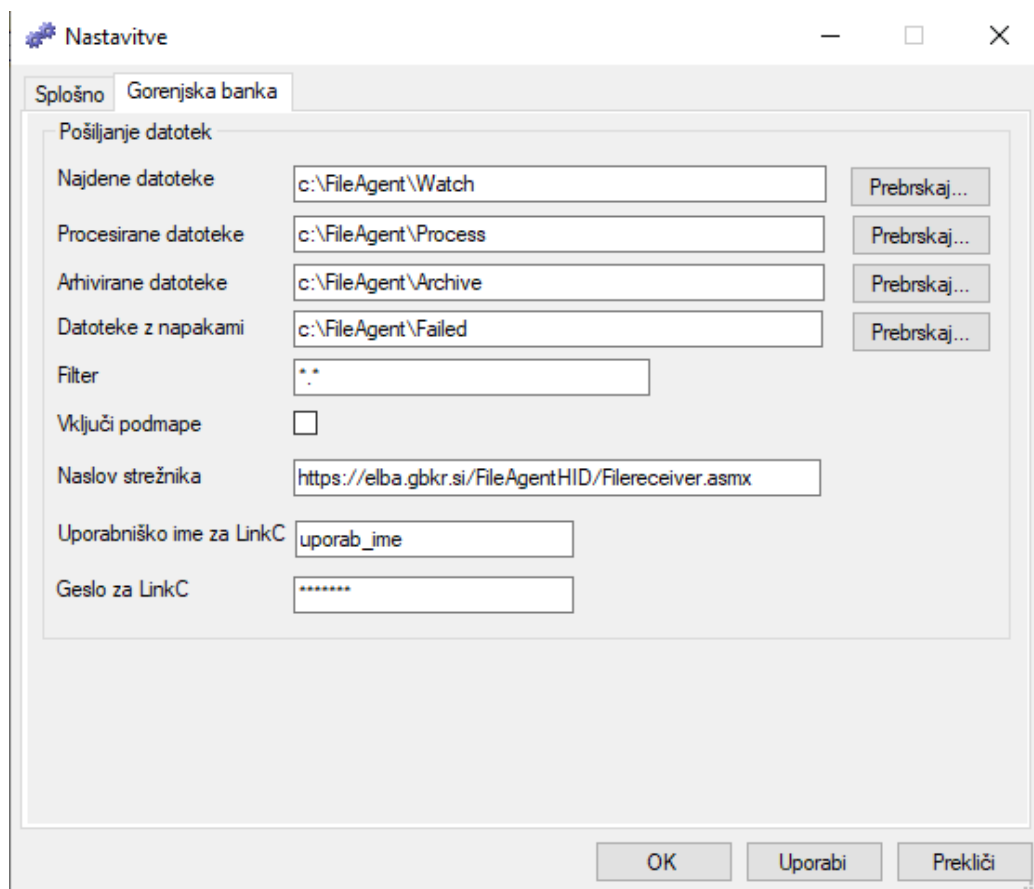 Nastavitve
Splošno Gorenjska banka
Pošiljanje datotek
Najdene datoteke c:\FileAgent\Watch Prebrskaj...
Procesirane datoteke c:\FileAgent\Process Prebrskaj...
Arhivirane datoteke c:\FileAgent\Archive Prebrskaj...
Datoteke z napakami c:\FileAgent\Failed Prebrskaj...
Filter *.*
Vključi podmape
Naslov strežnika https://elba.gbkr.si/FileAgentHID/Filereceiver.asmx
Uporabniško ime za LinkC uporab_ime
Geslo za LinkC *******
OK Uporabi Prekliči